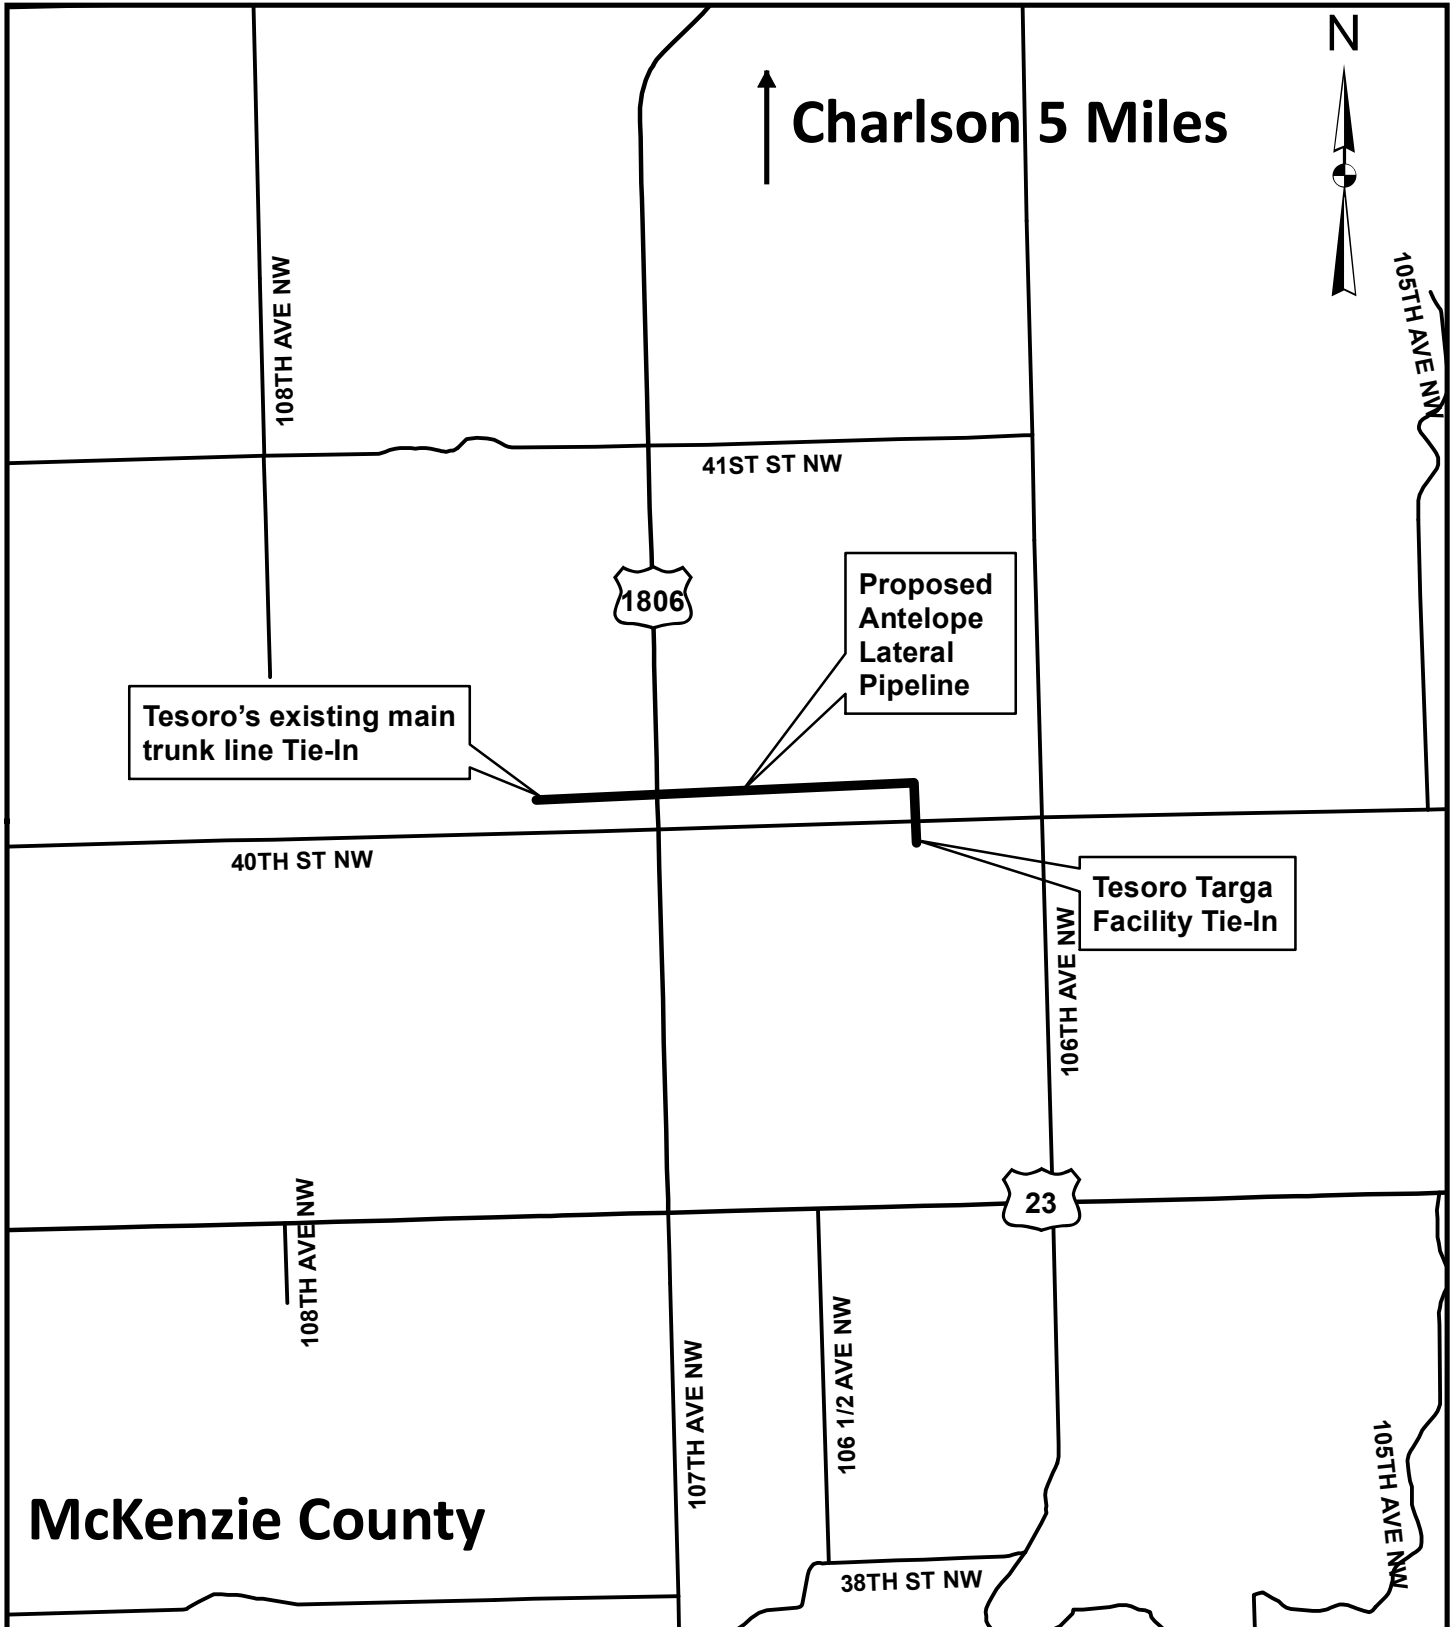 N
Charlson 5 Miles
108TH AVE NW
105TH AVE NW
41ST ST NW
1806
Proposed
Antelope
Lateral
Pipeline
Tesoro’s existing main
trunk line Tie-In
40TH ST NW
Tesoro Targa
Facility Tie-In
106TH AVE NW
23
108TH AVE NW
107TH AVE NW
106 1/2 AVE NW
105TH AVE NW
McKenzie County
38TH ST NW